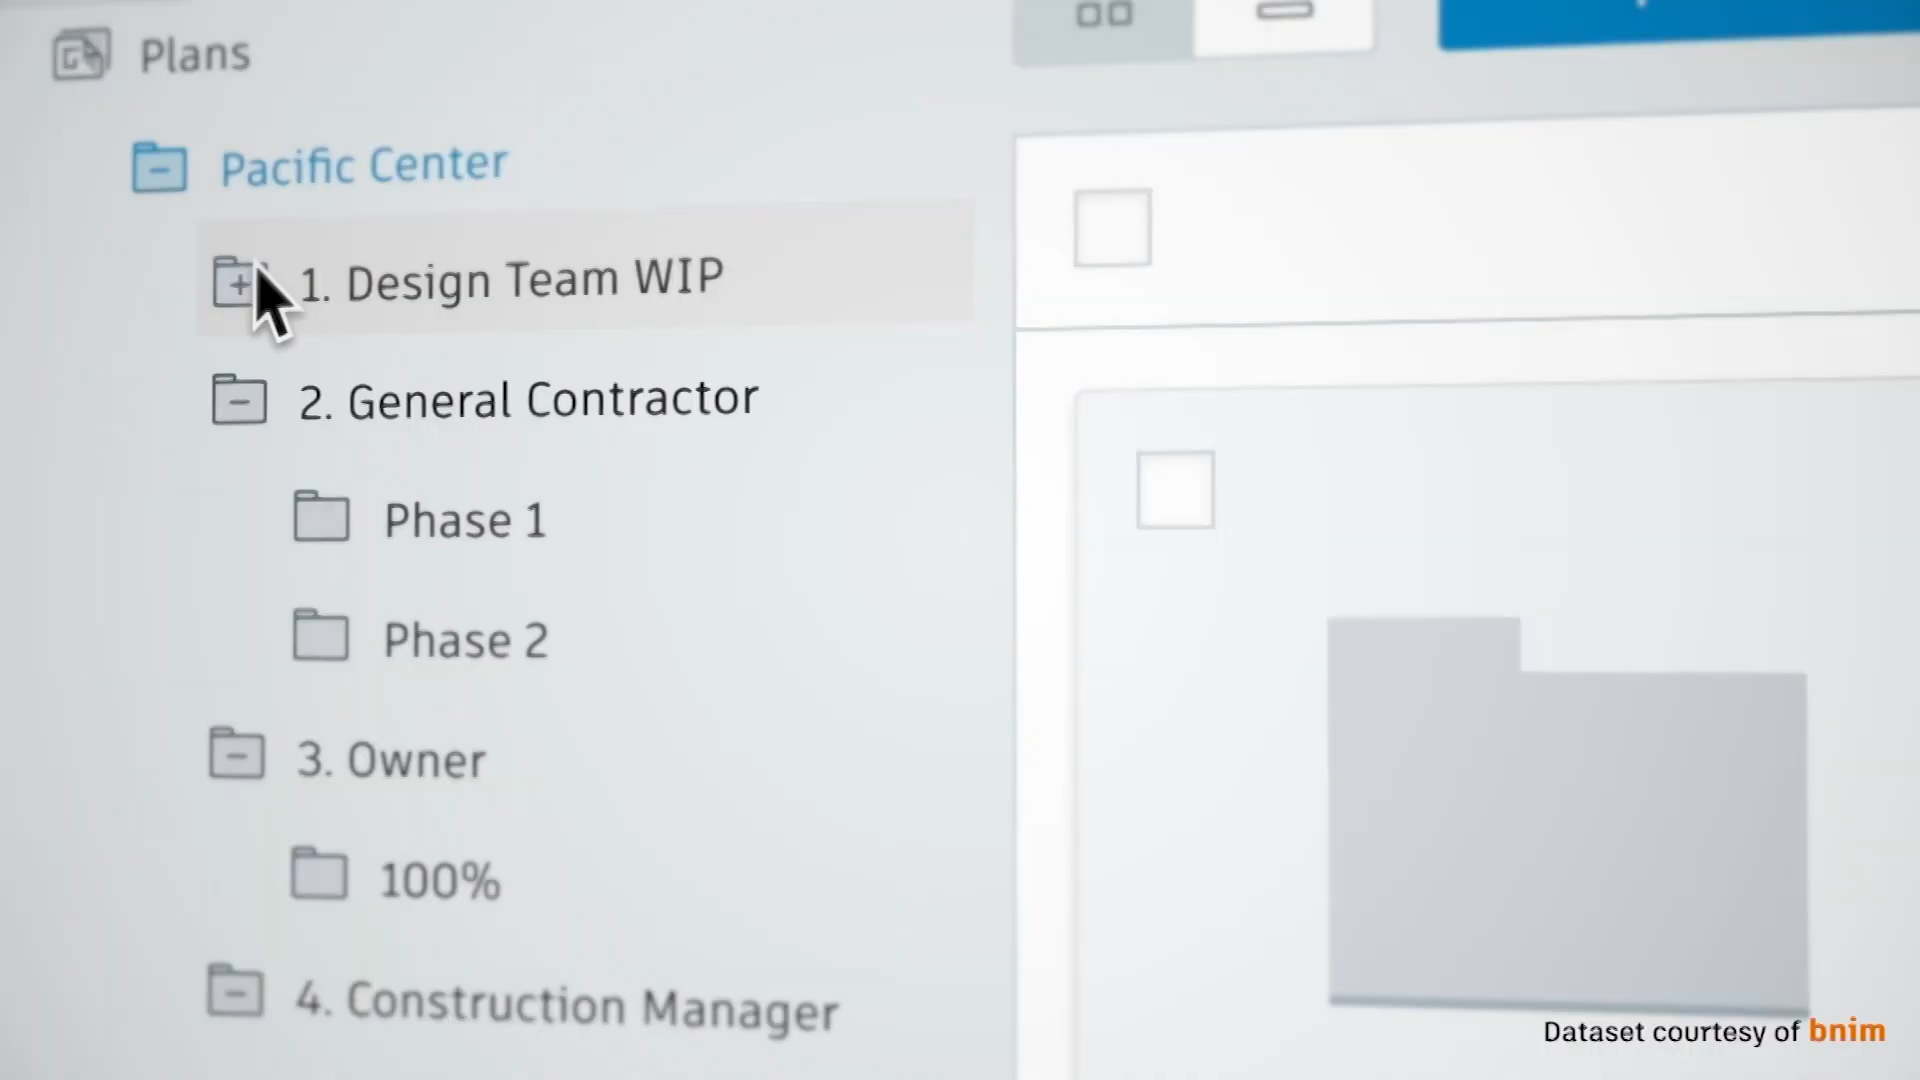 Plans
Pacific Center
1. Design Team WIP
2. General Contractor
Phase 1
Phase 2
3. Owner
100%
4. Construction Manager
Dataset courtesy of bnim